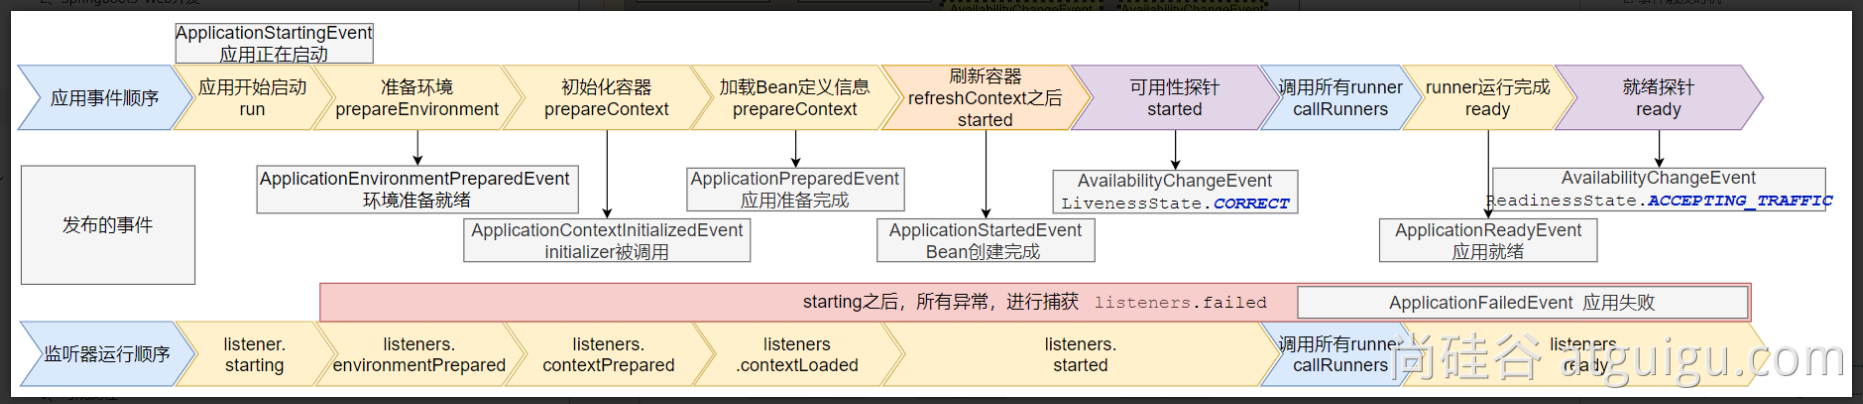 AvailabilityChangeEvent
AvailabilityChangeEvent
ApplicationStartingEvent
应用正在启动
应用事件顺序
应用开始启动
run
准备环境
prepareEnvironment
初始化容器
prepareContext
加载Bean定义信息
prepareContext
刷新容器
refreshContext之后
started
可用性探针
started
调用所有runner
callRunners
runner运行完成
ready
就绪探针
ready
发布的事件
ApplicationEnvironmentPreparedEvent
环境准备就绪
ApplicationContextInitializedEvent
initializer被调用
ApplicationPreparedEvent
应用准备完成
ApplicationStartedEvent
Bean创建完成
AvailabilityChangeEvent
LivenessState.CORRECT
ApplicationReadyEvent
应用就绪
AvailabilityChangeEvent
ReadinessState.ACCEPTING_TRAFFIC
starting之后，所有异常，进行捕获 listeners.failed
ApplicationFailedEvent 应用失败
监听器运行顺序
listener.
starting
listeners.
environmentPrepared
listeners.
contextPrepared
listeners
.contextLoaded
listeners.
started
调用所有runner
callRunners
listeners.
ready
尚硅谷 atguigu.com